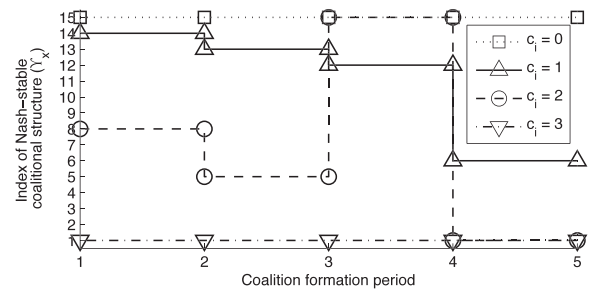 15
14
13
12
11
10
9
8
7
6
5
4
3
2
1
Index of Nash−stable
coalitional structure (ϒx)
c_i = 0
c_i = 1
c_i = 2
c_i = 3
1 2 3 4 5
Coalition formation period